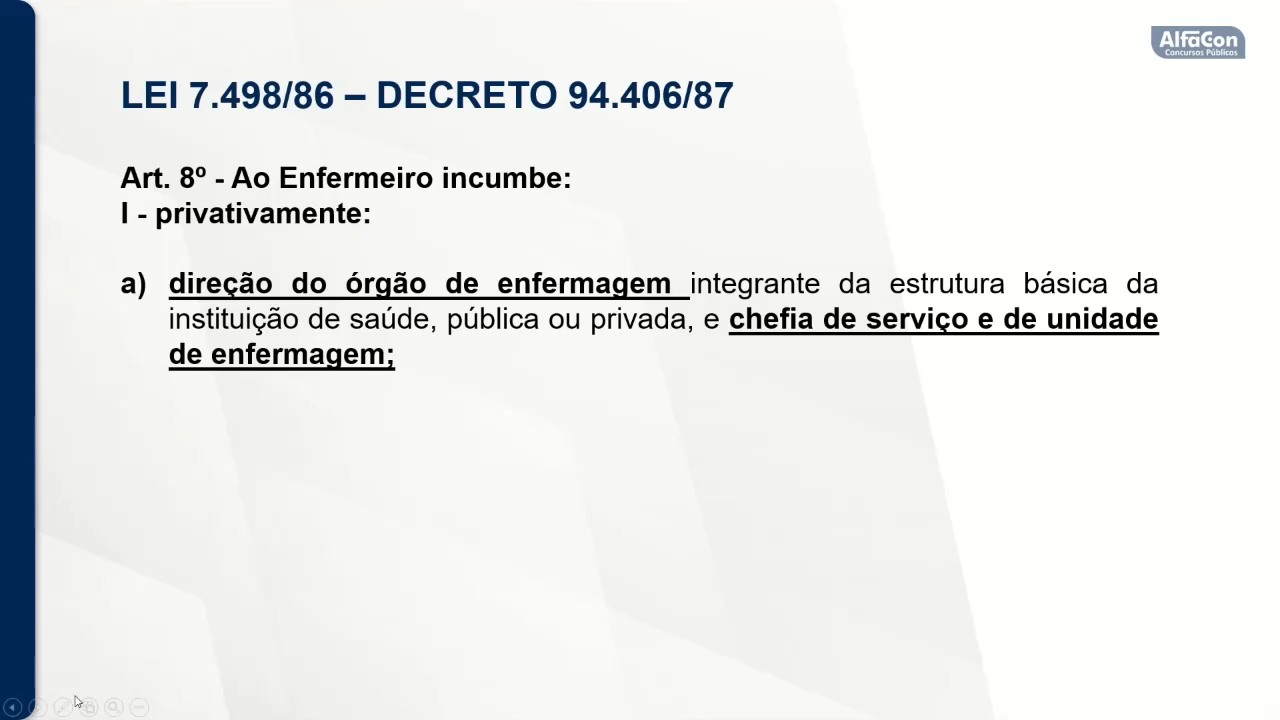 AlfaCon
Concursos Públicos
LEI 7.498/86 – DECRETO 94.406/87
Art. 8º - Ao Enfermeiro incumbe:
I - privativamente:
a) direção do órgão de enfermagem integrante da estrutura básica da
instituição de saúde, pública ou privada, e chefia de serviço e de unidade
de enfermagem;